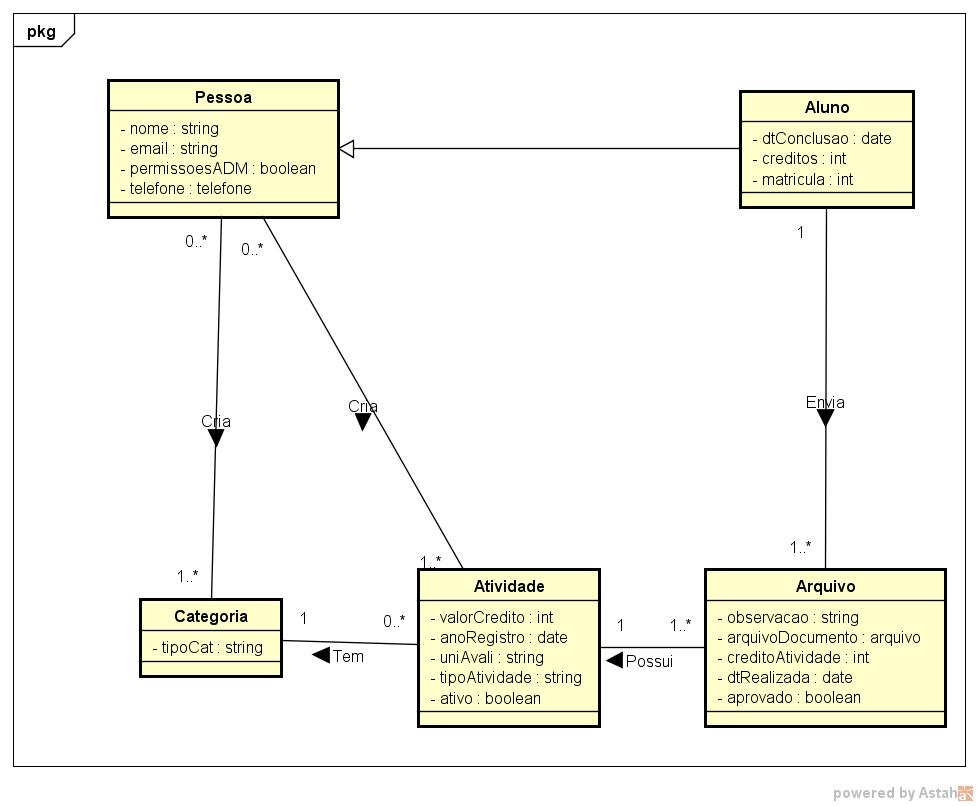 pkg
Pessoa
- nome : string
- email : string
- permissoesADM : boolean
- telefone : telefone
Aluno
- dtConclusao : date
- creditos : int
- matricula : int
0..*
0..*
1
Cria
Cria
Envia
1..*
1..*
1..*
Categoria
- tipoCat : string
1
0..*
Tem
Atividade
- valorCredito : int
- anoRegistro : date
- uniAvali : string
- tipoAtividade : string
- ativo : boolean
1
1..*
Possui
Arquivo
- observacao : string
- arquivoDocumento : arquivo
- creditoAtividade : int
- dtRealizada : date
- aprovado : boolean
powered by Astah